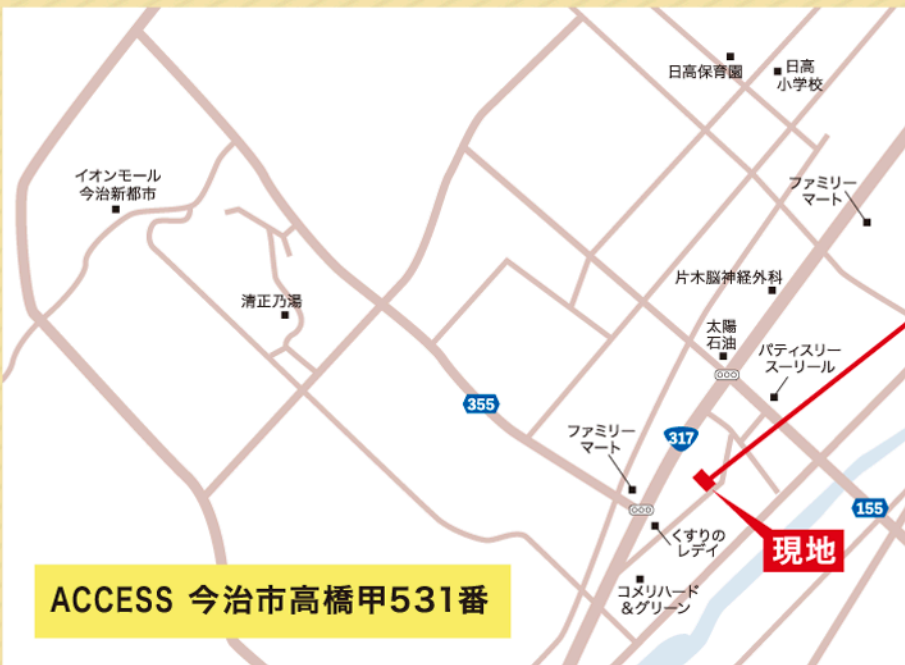 日高保育園
日高
小学校
イオンモール
今治新都市
ファミリー
マート
片木脳神経外科
清正乃湯
太陽
石油
パティスリー
スーリール
355
ファミリー
マート
317
155
くすりの
レデイ
現地
コメリハード
&グリーン
ACCESS 今治市高橋甲531番